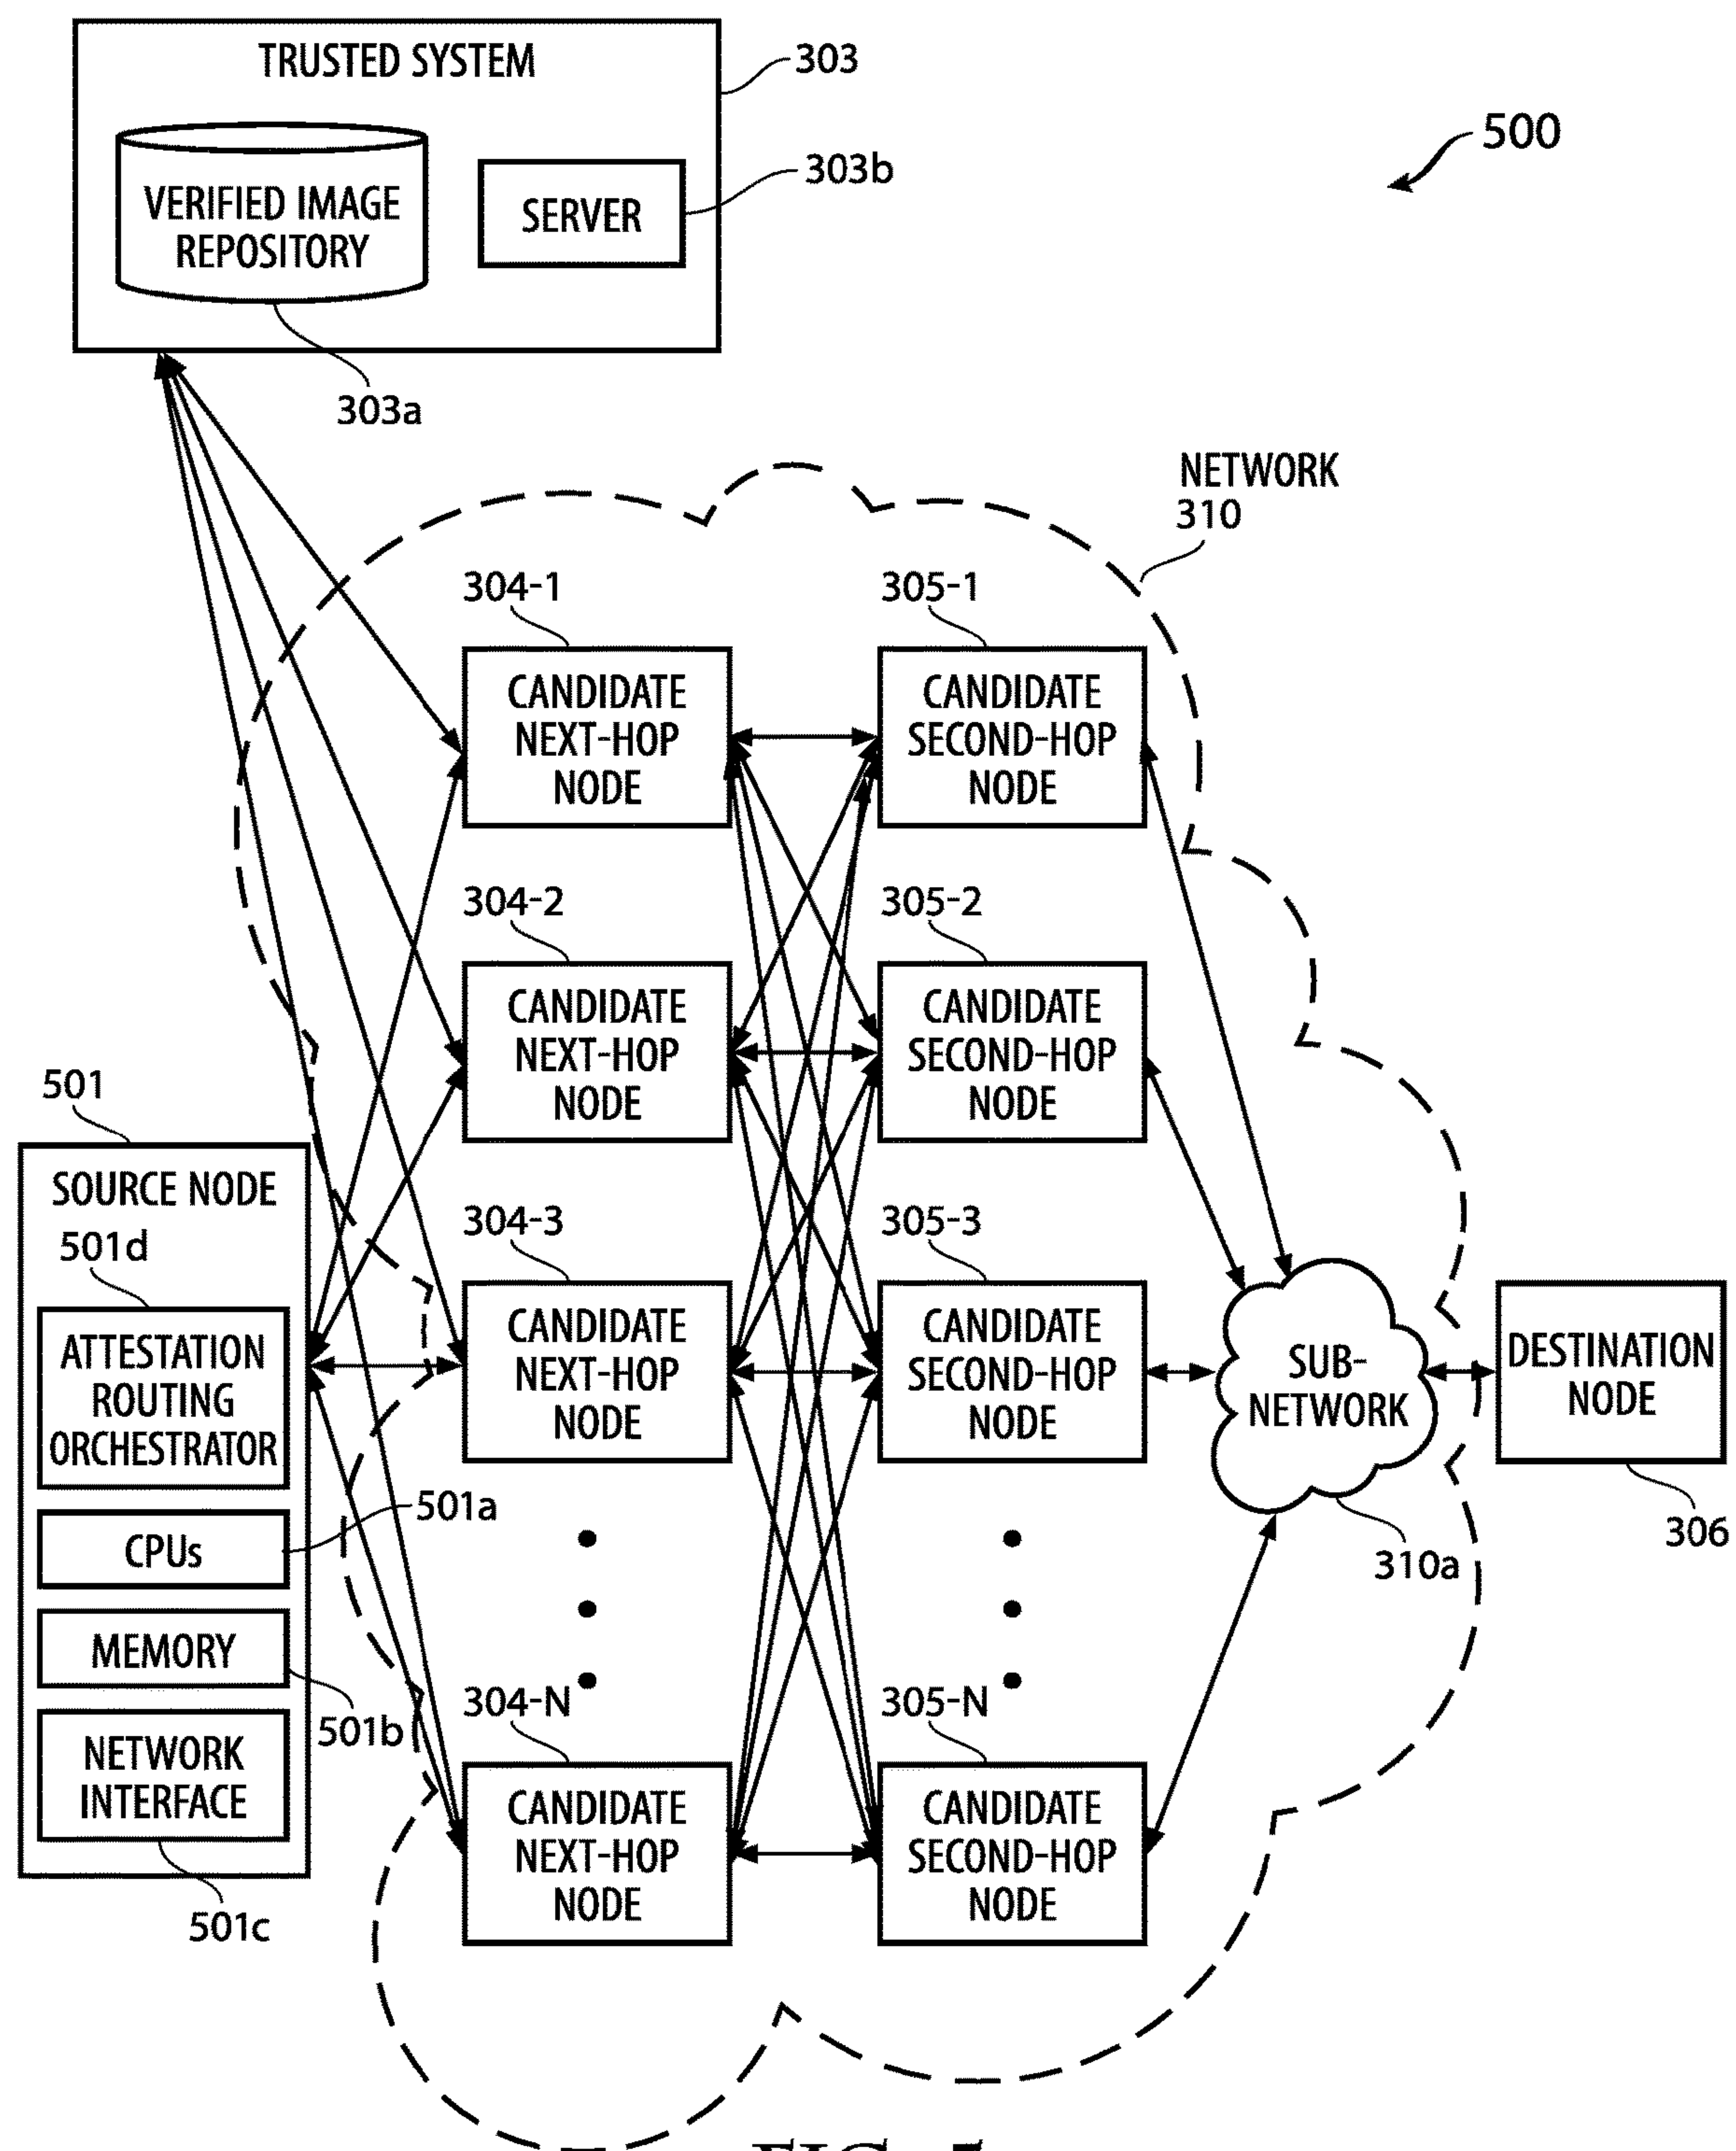 TRUSTED SYSTEM
303
VERIFIED IMAGE
REPOSITORY
303a
SERVER
303b
500
NETWORK
310
304-1
CANDIDATE
NEXT-HOP
NODE
305-1
CANDIDATE
SECOND-HOP
NODE
304-2
CANDIDATE
NEXT-HOP
NODE
305-2
CANDIDATE
SECOND-HOP
NODE
501
SOURCE NODE
501d
ATTESTATION
ROUTING
ORCHESTRATOR
CPUs
501a
MEMORY
501b
NETWORK
INTERFACE
501c
304-3
CANDIDATE
NEXT-HOP
NODE
305-3
CANDIDATE
SECOND-HOP
NODE
SUB-
NETWORK
310a
DESTINATION
NODE
306
304-N
CANDIDATE
NEXT-HOP
NODE
305-N
CANDIDATE
SECOND-HOP
NODE